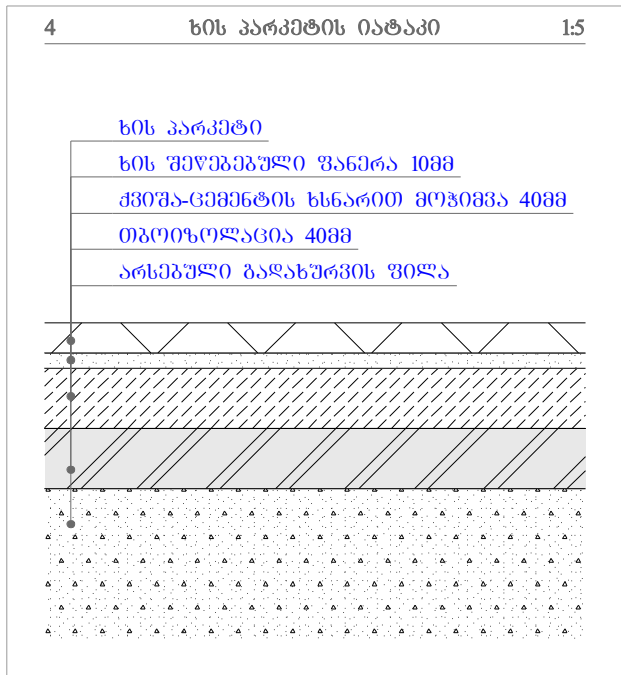 4 ხის პარკეტის იატაკი 1:5
ხის პარკეტი
ხის შეწებებული ფანერა 10მმ
ქვიშა-ცემენტის ხსნარით მოჭიმვა 40მმ
თბოიზოლაცია 40მმ
არსებული გადახურვის ფილა